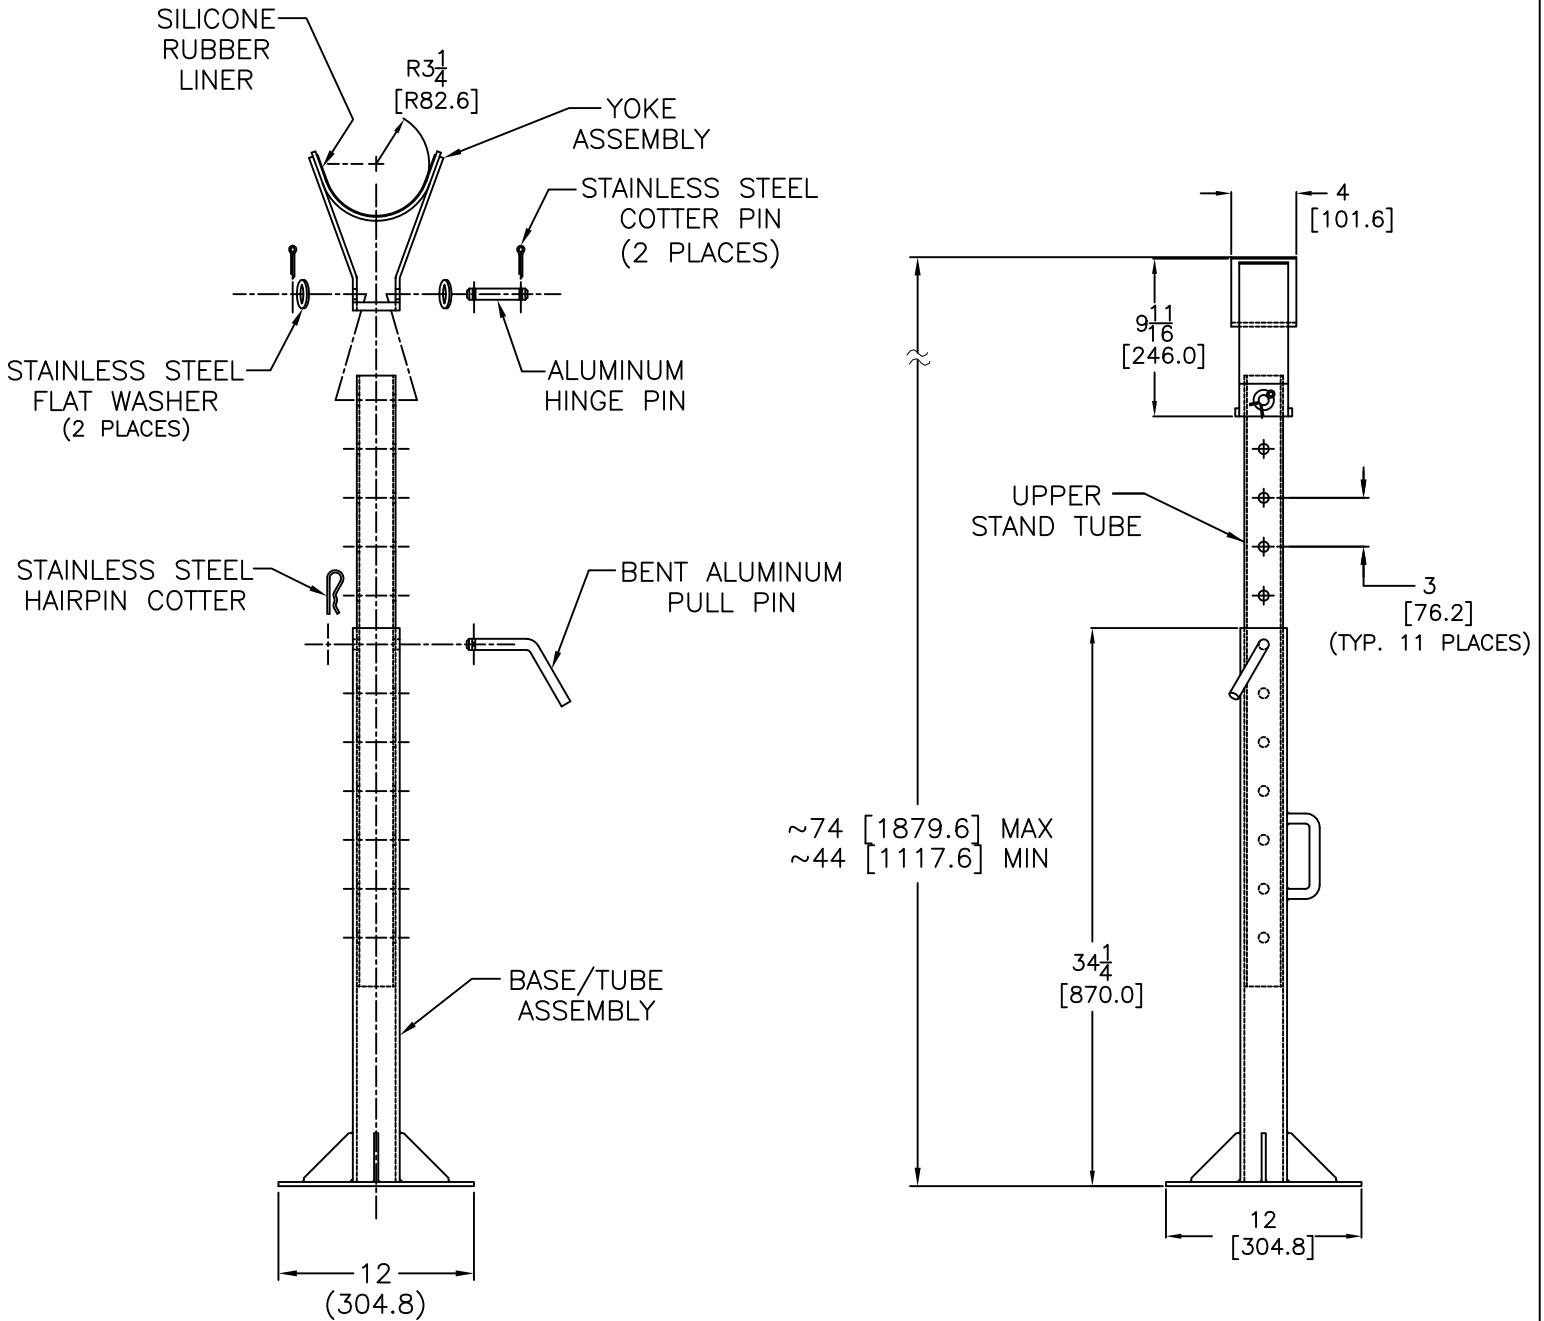 SILICONE
RUBBER
LINER
R3 1/4
[R82.6]
YOKE
ASSEMBLY
STAINLESS STEEL
COTTER PIN
(2 PLACES)
STAINLESS STEEL
FLAT WASHER
(2 PLACES)
ALUMINUM
HINGE PIN
STAINLESS STEEL
HAIRPIN COTTER
BENT ALUMINUM
PULL PIN
BASE/TUBE
ASSEMBLY
12
(304.8)
4
[101.6]
9 11/16
[246.0]
UPPER
STAND TUBE
3
[76.2]
(TYP. 11 PLACES)
~74 [1879.6] MAX
~44 [1117.6] MIN
34 1/4
[870.0]
12
[304.8]